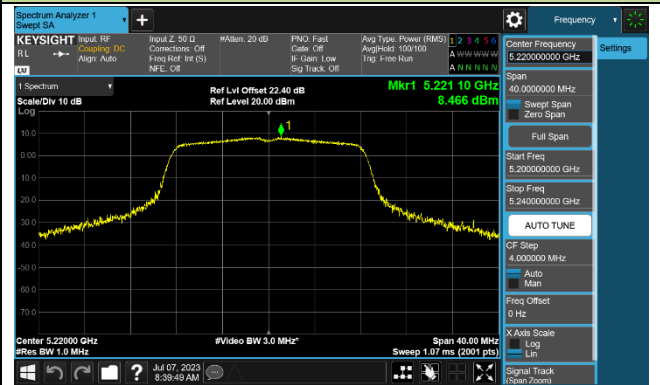 Spectrum Analyzer 1
Swept SA
Frequency
KEYSIGHT
RL
LXI
Input: RF
Coupling: DC
Align: Auto
Input Z: 50 Ω
Corrections: Off
Freq Ref: Int (S)
NFE: Off
#Atten: 20 dB
PNO: Fast
Gate: Off
IF Gain: Low
Sig Track: Off
Avg Type: Power (RMS)
Avg|Hold: 100/100
Trig: Free Run
1 2 3 4 5 6
A W W W W W
A N N N N N
1 Spectrum
Scale/Div 10 dB
Log
Ref Lvl Offset 22.40 dB
Ref Level 20.00 dBm
Mkr1 5.221 10 GHz
8.466 dBm
1
10.0
0.00
-10.0
-20.0
-30.0
-40.0
-50.0
-60.0
-70.0
Center 5.22000 GHz
#Res BW 1.0 MHz
#Video BW 3.0 MHz*
Span 40.00 MHz
Sweep 1.07 ms (2001 pts)
Jul 07, 2023
8:39:49 AM
Center Frequency
5.220000000 GHz
Settings
Span
40.0000000 MHz
Swept Span
Zero Span
Full Span
Start Freq
5.200000000 GHz
Stop Freq
5.240000000 GHz
AUTO TUNE
CF Step
4.000000 MHz
Auto
Man
Freq Offset
0 Hz
X Axis Scale
Log
Lin
Signal Track
(Span Zoom)